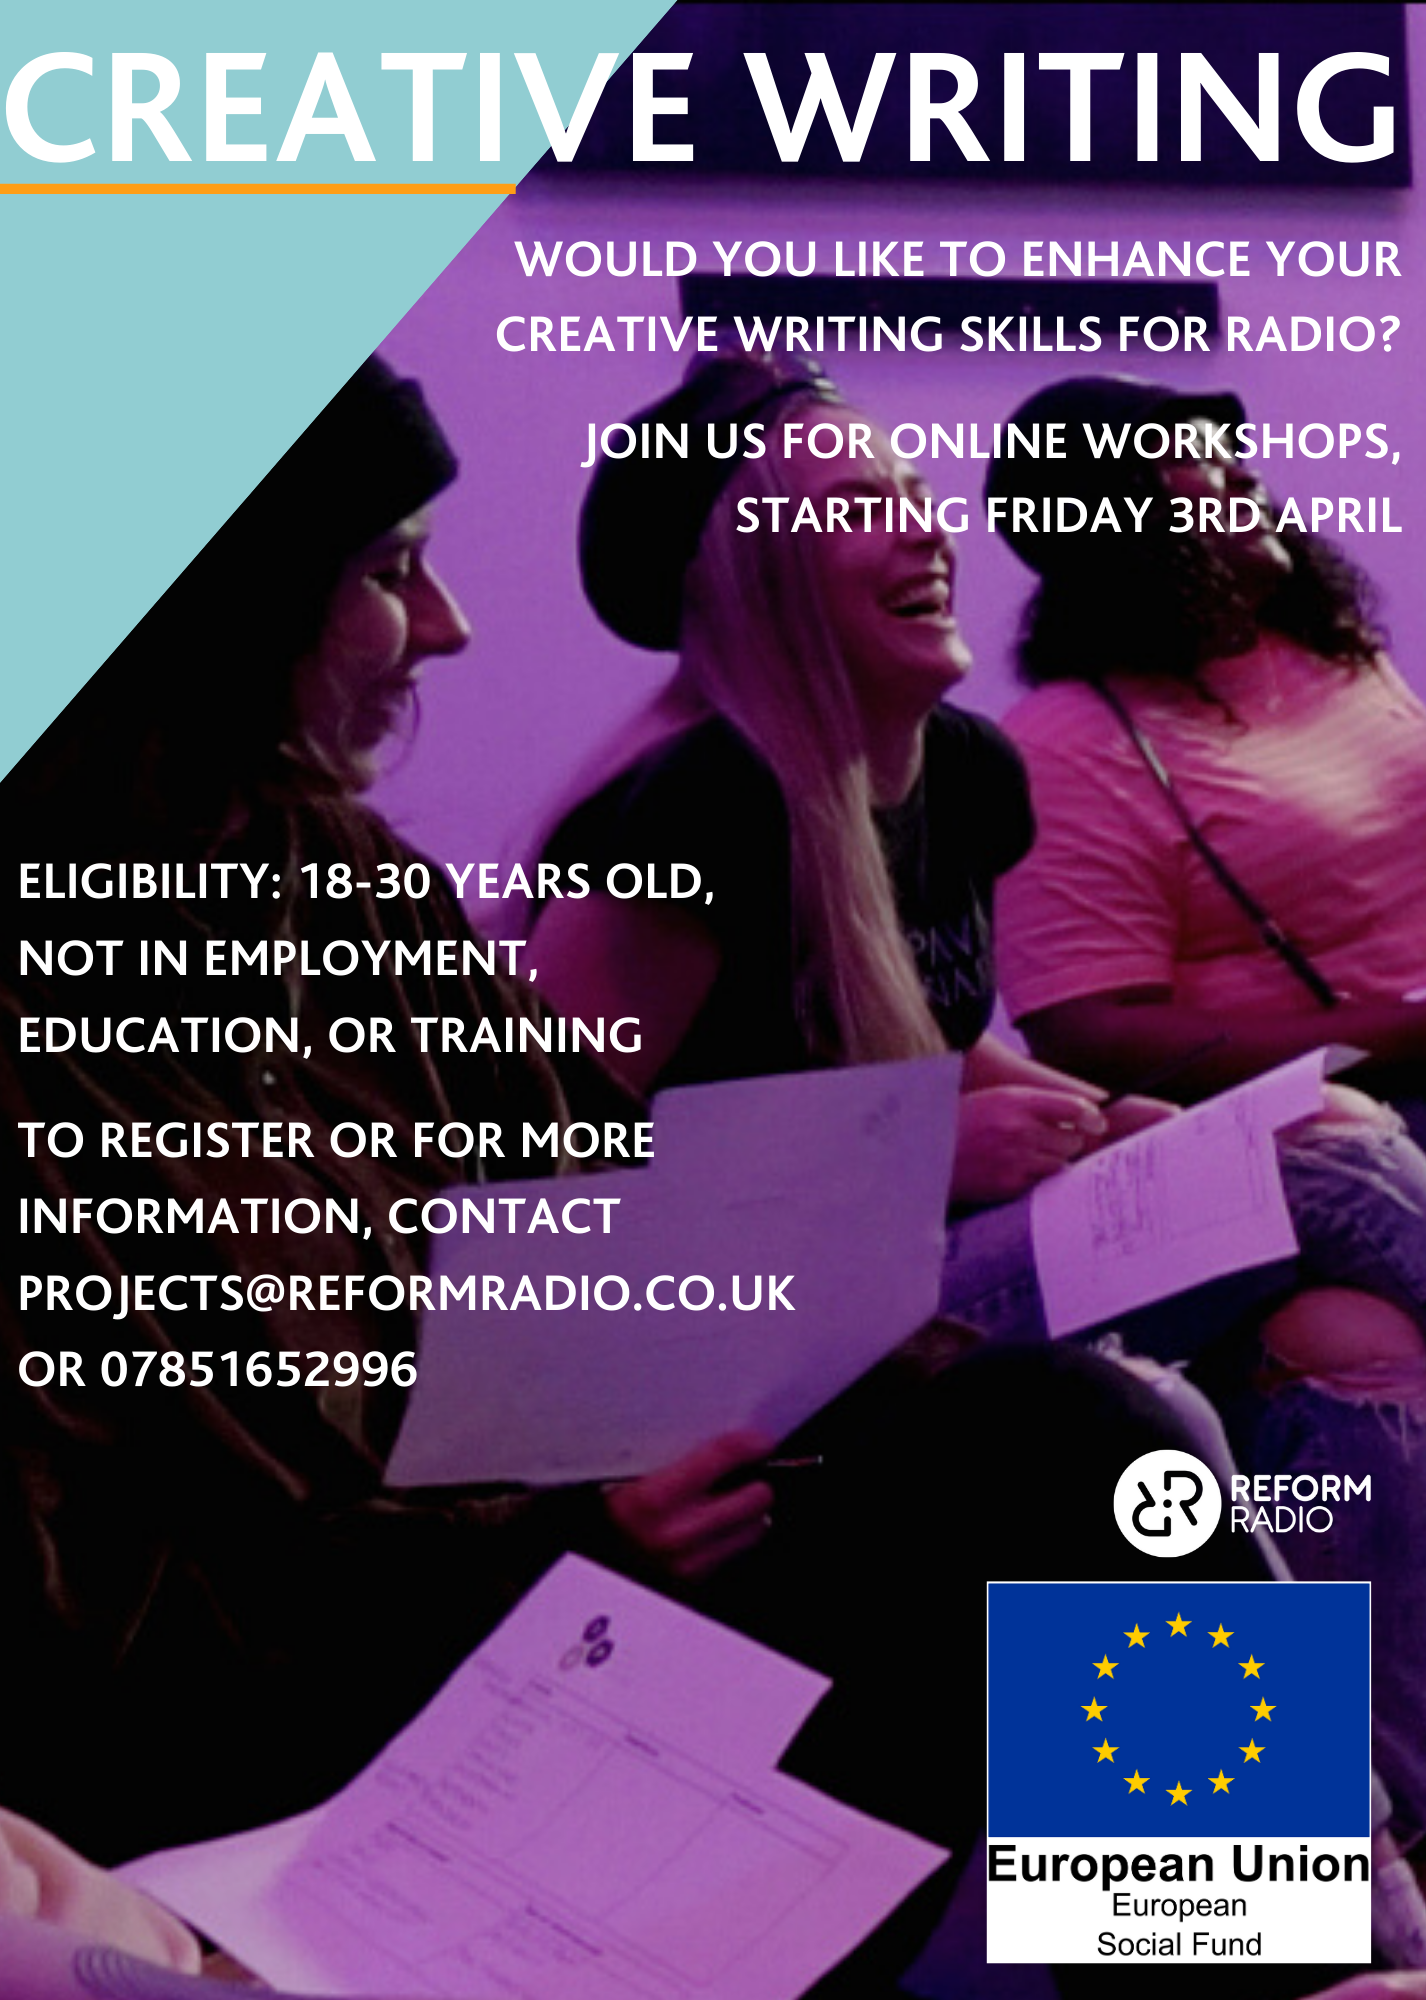 CREATIVE WRITING
WOULD YOU LIKE TO ENHANCE YOUR
CREATIVE WRITING SKILLS FOR RADIO?
JOIN US FOR ONLINE WORKSHOPS,
STARTING FRIDAY 3RD APRIL
ELIGIBILITY: 18-30 YEARS OLD,
NOT IN EMPLOYMENT,
EDUCATION, OR TRAINING
TO REGISTER OR FOR MORE
INFORMATION, CONTACT
PROJECTS@REFORMRADIO.CO.UK
OR 07851652996
REFORM
RADIO
European Union
European
Social Fund